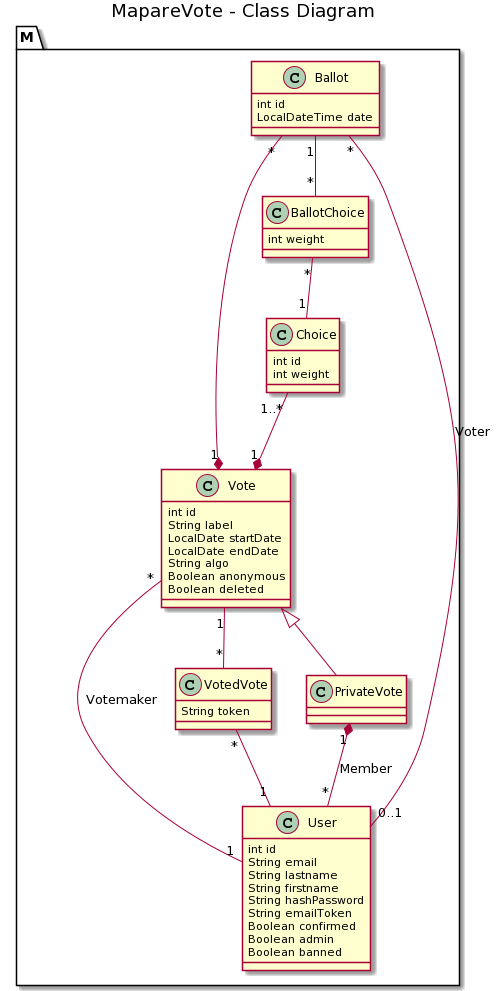 MapareVote - Class Diagram
M
C Ballot
int id
LocalDateTime date
* 1 *
*
C BallotChoice
int weight
*
1
C Choice
int id
int weight
1..*
1 1
C Vote
int id
String label
LocalDate startDate
LocalDate endDate
String algo
Boolean anonymous
Boolean deleted
Voter
*
1
*
C VotedVote
String token
C PrivateVote
Votemaker
* 1
Member
1 *
0..1
1
C User
int id
String email
String lastname
String firstname
String hashPassword
String emailToken
Boolean confirmed
Boolean admin
Boolean banned